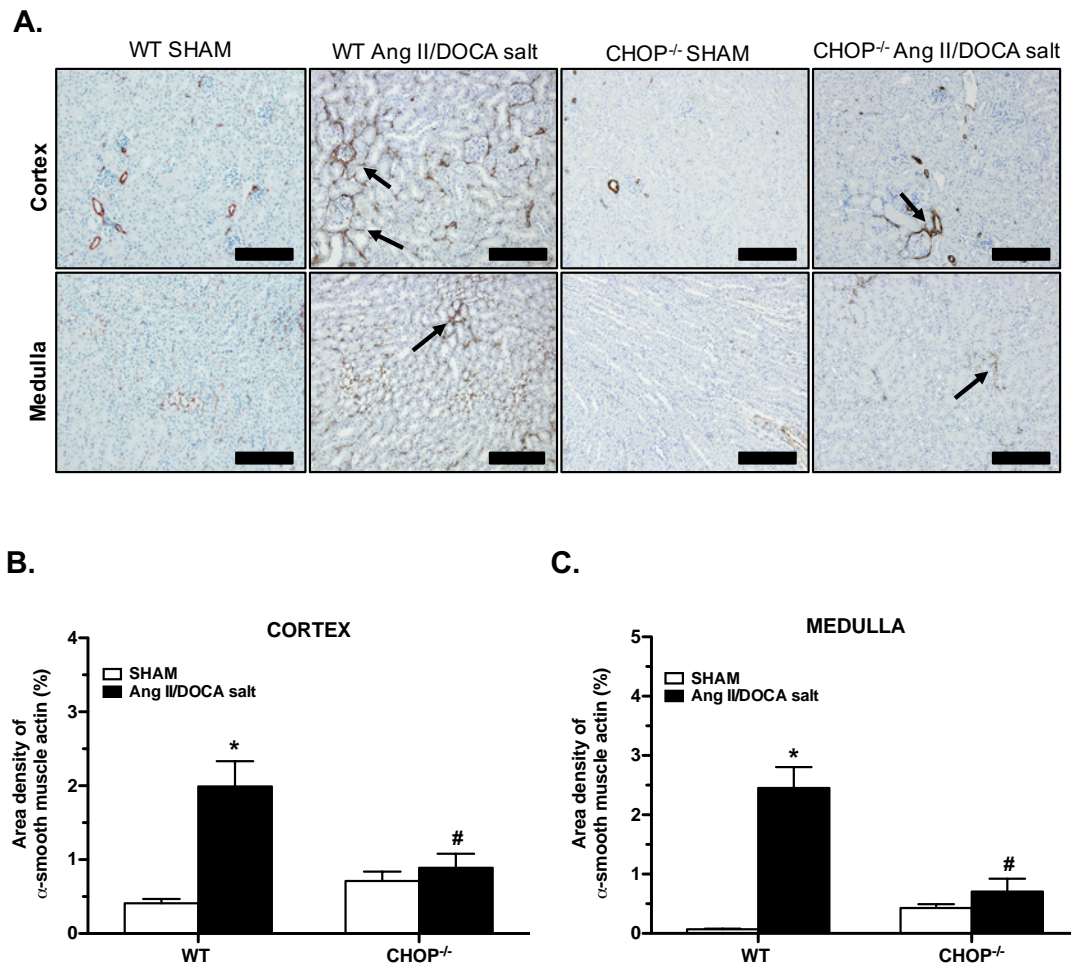 A.
WT SHAM
WT Ang II/DOCA salt
CHOP-/- SHAM
CHOP-/- Ang II/DOCA salt
Cortex
Medulla
B.
CORTEX
Area density of
α-smooth muscle actin (%)
4
3
2
1
0
SHAM
Ang II/DOCA salt
*
#
WT
CHOP-/-
C.
MEDULLA
Area density of
α-smooth muscle actin (%)
5
4
3
2
1
0
SHAM
Ang II/DOCA salt
*
#
WT
CHOP-/-